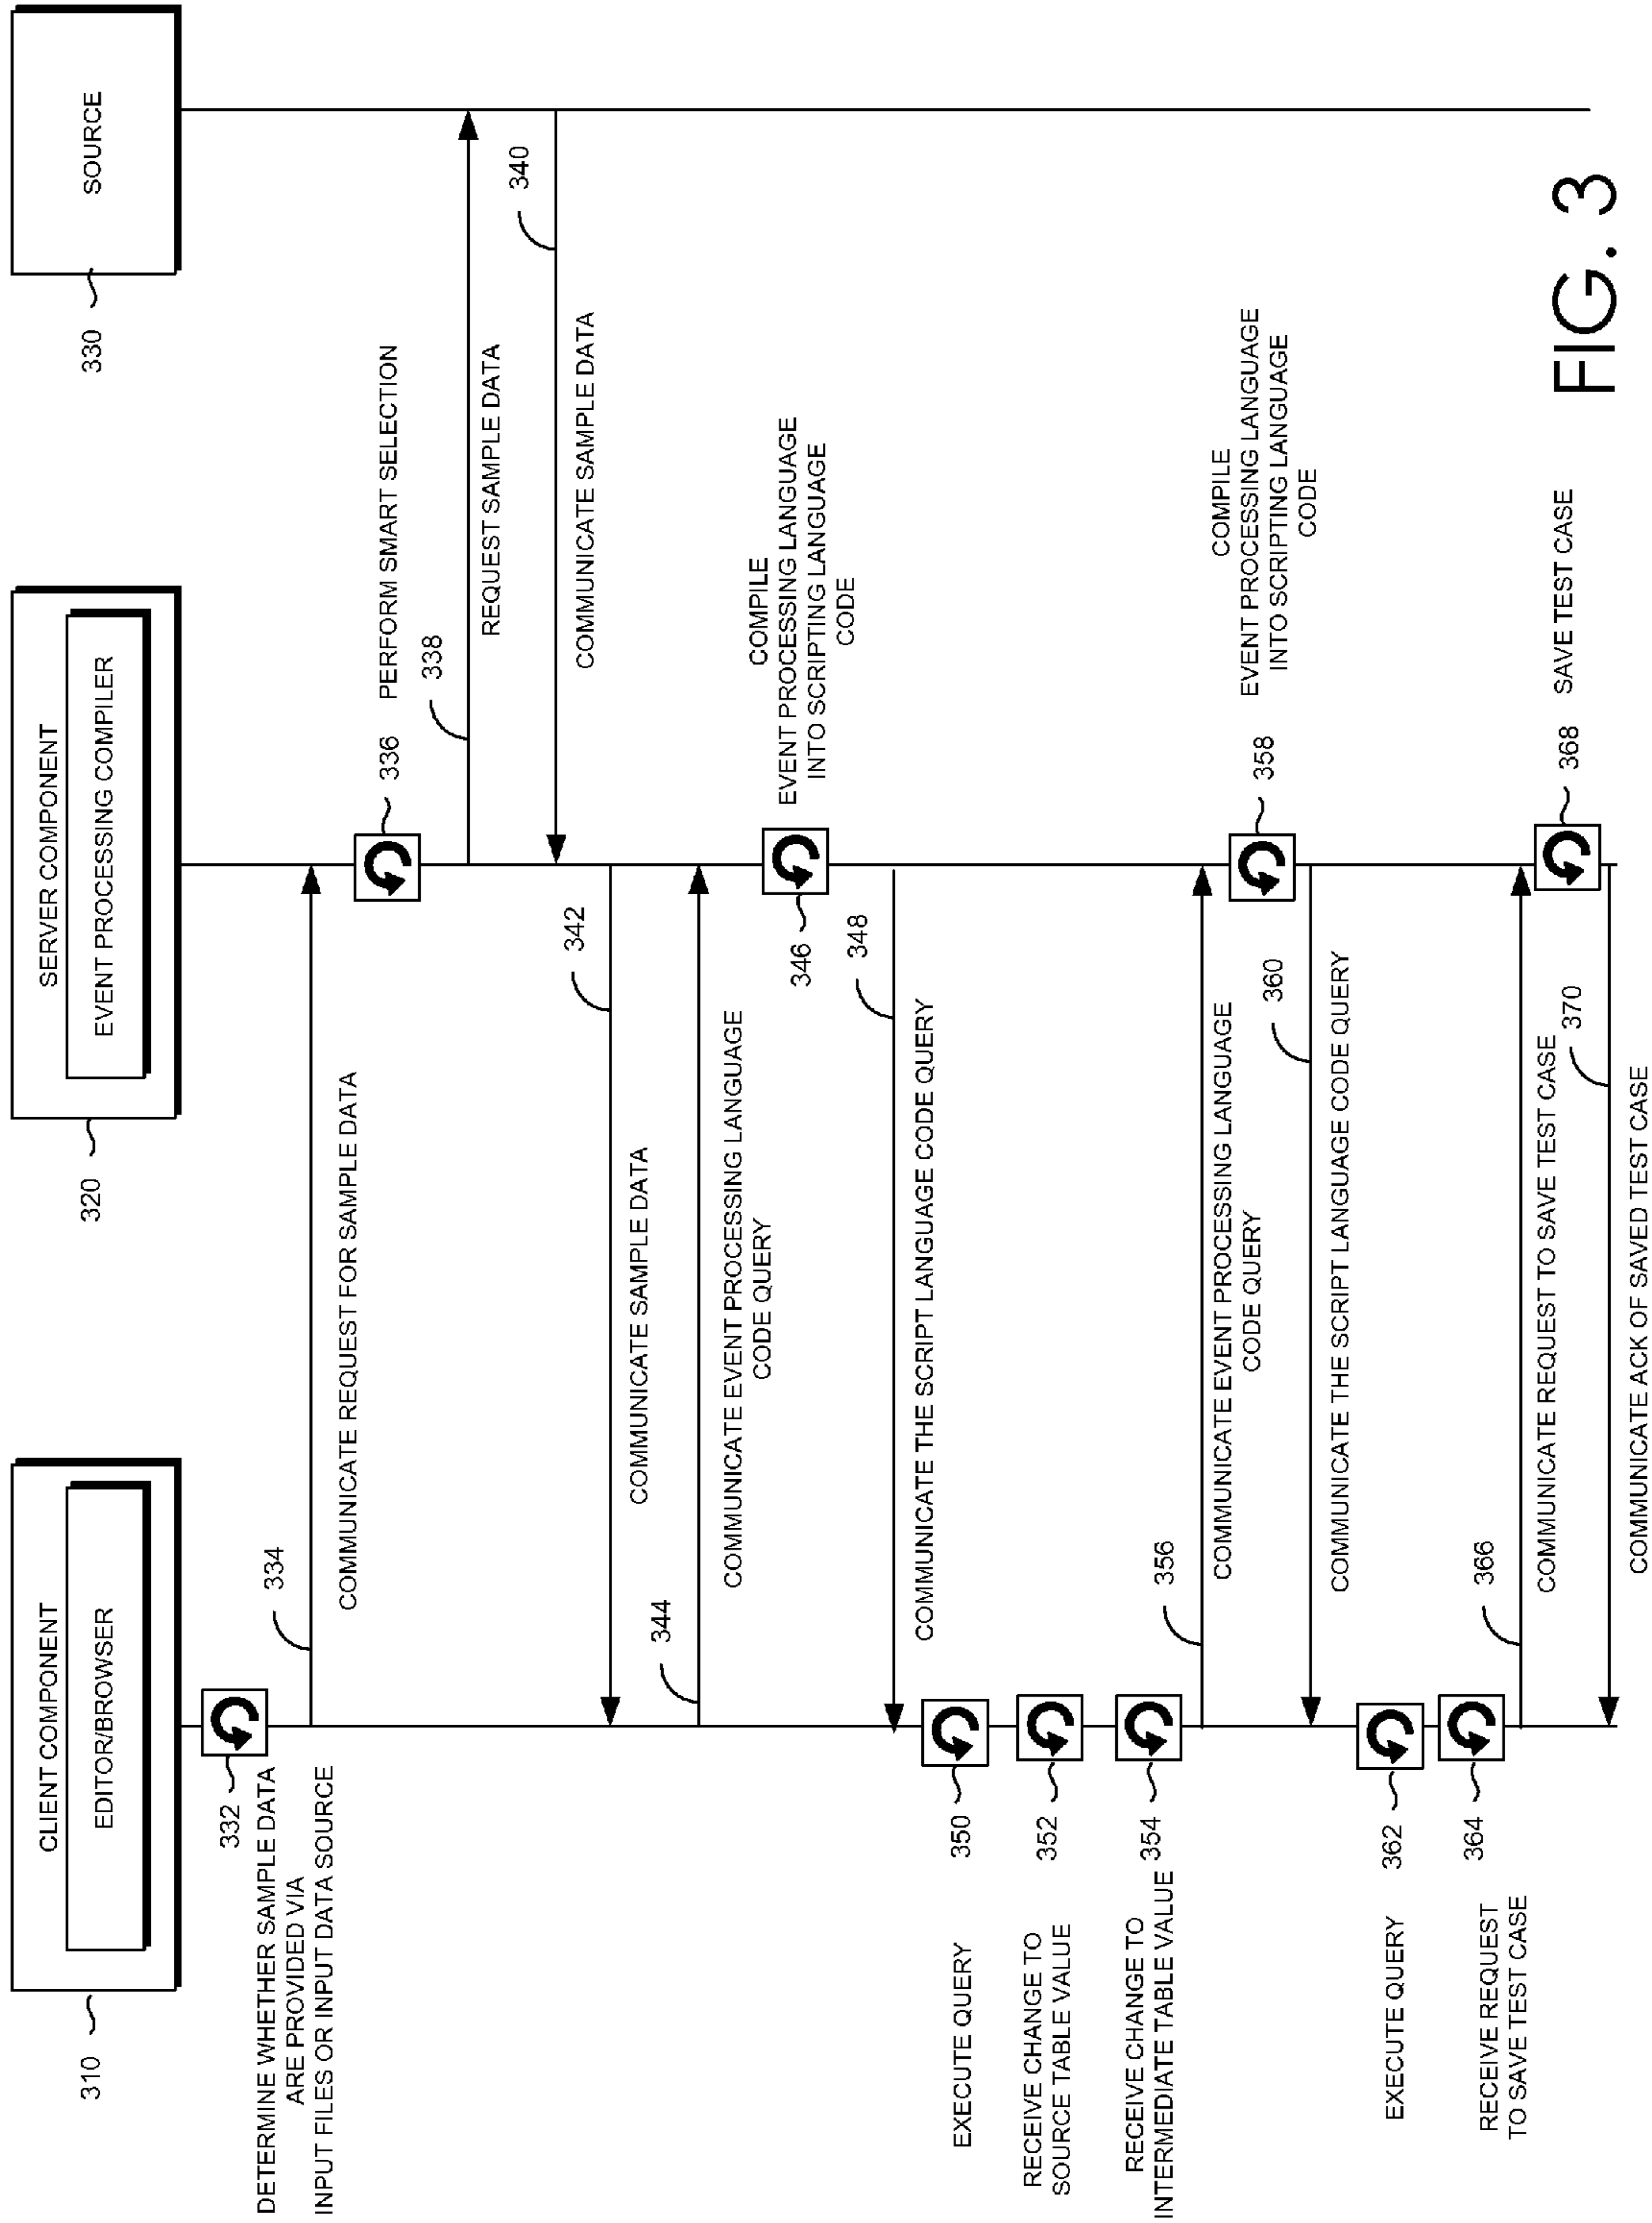 CLIENT COMPONENT
EDITOR/BROWSER
310
SERVER COMPONENT
EVENT PROCESSING COMPILER
320
SOURCE
330
332
DETERMINE WHETHER SAMPLE DATA
ARE PROVIDED VIA
INPUT FILES OR INPUT DATA SOURCE
334
COMMUNICATE REQUEST FOR SAMPLE DATA
336
PERFORM SMART SELECTION
338
REQUEST SAMPLE DATA
340
COMMUNICATE SAMPLE DATA
342
COMMUNICATE SAMPLE DATA
344
COMMUNICATE EVENT PROCESSING LANGUAGE
CODE QUERY
346
COMPILE
EVENT PROCESSING LANGUAGE
INTO SCRIPTING LANGUAGE
CODE
348
COMMUNICATE THE SCRIPT LANGUAGE CODE QUERY
350
EXECUTE QUERY
352
RECEIVE CHANGE TO
SOURCE TABLE VALUE
354
RECEIVE CHANGE TO
INTERMEDIATE TABLE VALUE
356
COMMUNICATE EVENT PROCESSING LANGUAGE
CODE QUERY
358
COMPILE
EVENT PROCESSING LANGUAGE
INTO SCRIPTING LANGUAGE
CODE
360
COMMUNICATE THE SCRIPT LANGUAGE CODE QUERY
362
EXECUTE QUERY
364
RECEIVE REQUEST
TO SAVE TEST CASE
366
COMMUNICATE REQUEST TO SAVE TEST CASE
368
SAVE TEST CASE
370
COMMUNICATE ACK OF SAVED TEST CASE
FIG. 3